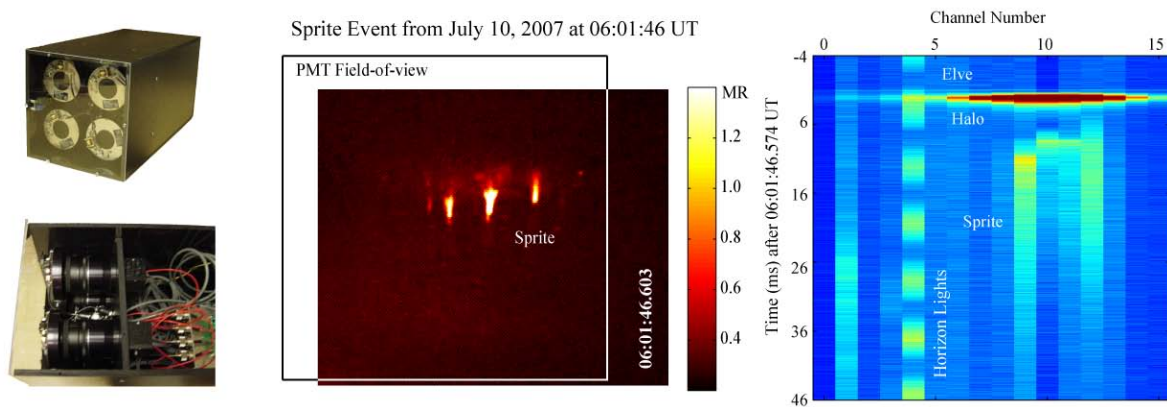 Sprite Event from July 10, 2007 at 06:01:46 UT
PMT Field-of-view
Sprite
06:01:46.603
MR
1.2
1.0
0.8
0.6
0.4
Channel Number
0 5 10 15
-4
6
16
26
36
46
Time (ms) after 06:01:46.574 UT
Elve
Halo
Sprite
Horizon Lights